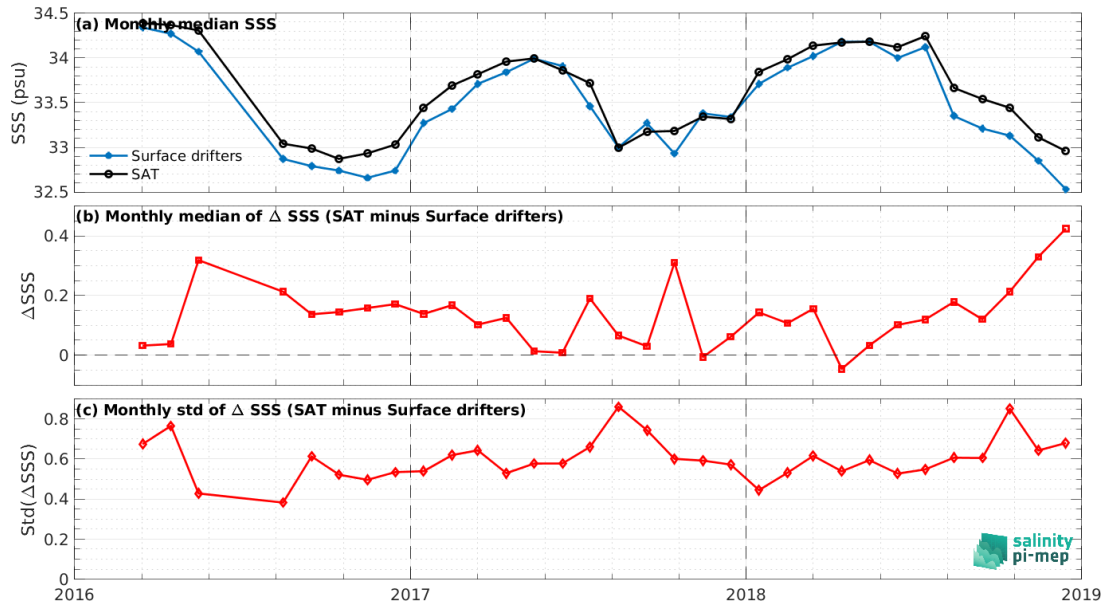 (a) Monthly median SSS
34.5
34
33.5
33
32.5
SSS (psu)
Surface drifters
SAT
(b) Monthly median of Δ SSS (SAT minus Surface drifters)
0.4
0.2
0
ΔSSS
(c) Monthly std of Δ SSS (SAT minus Surface drifters)
0.8
0.6
0.4
0.2
0
Std(ΔSSS)
salinity
pi-mep
2016
2017
2018
2019